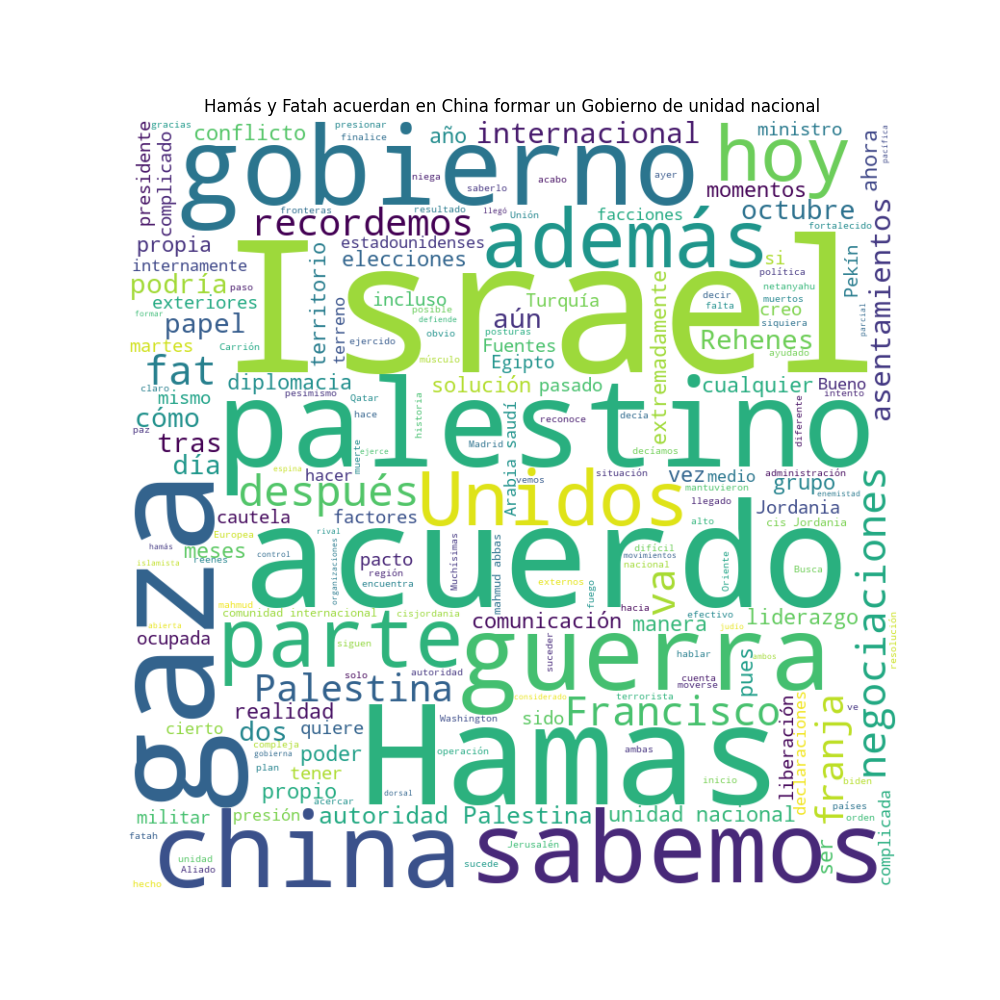 Hamás y Fatah acuerdan en China formar un Gobierno de unidad nacional
gracias
presionar
conflicto
finalice
año
internacional
ministro
presidente
complicado
gobierno
niega
saberlo
acabo
ayer
hoy
ahora
pacífica
momentos
fronteras
resultado
llegó
Unión
facciones
octubre
fortalecido
recordemos
además
propia
estadounidenses
internamente
elecciones
si
política
Pekín
asentamientos
podría
paso
territorio
Israel
exteriores
incluso
posible
Turquía
extremadamente
decir
netanyahu
muertos
falta
creo
formar
papel
terreno
defiende
aún
siquiera
parcial
Carrión
obvio
posturas
Rehenes
martes
ejercido
músculo
Fuentes
Egipto
ayudado
fat
claro
pesimismo
diplomacia
solución
pasado
cualquier
Bueno
intento
mismo
Qatar
cómo
hace
historia
palestino
reconoce
decía
diferente
paz
tras
Madrid
decíamos
muerte
ejerce
Arabia saudí
día
espina
hacer
vemos
situación
vez
medio
administración
grupo
enemistad
gaza
después
Unidos
mantuvieron
llegado
Jordania
cautela
factores
alto
cis Jordania
negociaciones
Europea
rival
hamás
meses
islamista
reenes
control
organizaciones
pacto
región
encuentra
Muchísimas
mahmud abbas
acuerdo
difícil
movimientos
nacional
Oriente
Busca
externos
fuego
va
mahmud
comunidad internacional
cisjordania
hacia
efectivo
abierta
judío
ocupada
parte
comunicación
manera
liderazgo
resolución
siguen
guerra
suceder
hablar
pues
ambos
solo
autoridad
cuenta
moverse
Palestina
considerado
terrorista
realidad
Washington
sido
Francisco
liberación
declaraciones
franja
ve
cierto
dos
quiere
compleja
gobierna
poder
Hamas
operación
ambas
plan
tener
inicio
biden
propio
acercar
dorsal
países
complicada
militar
presión
autoridad Palestina
unidad nacional
orden
fatah
china
sabemos
ser
Jerusalén
unidad
Aliado
sucede
hecho